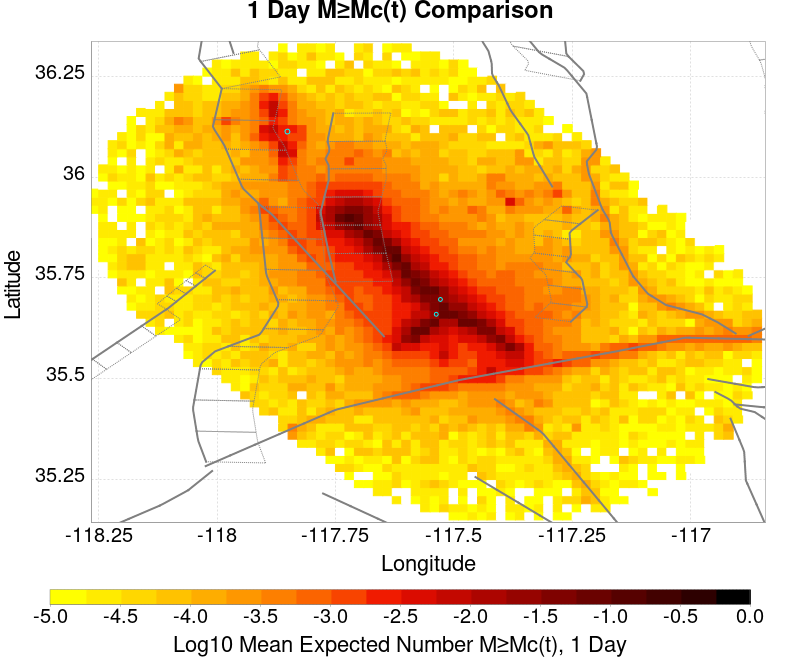 1 Day M≥Mc(t) Comparison
36.25
36
35.75
35.5
35.25
Latitude
-118.25 -118 -117.75 -117.5 -117.25 -117
Longitude
-5.0 -4.5 -4.0 -3.5 -3.0 -2.5 -2.0 -1.5 -1.0 -0.5 0.0
Log10 Mean Expected Number M≥Mc(t), 1 Day